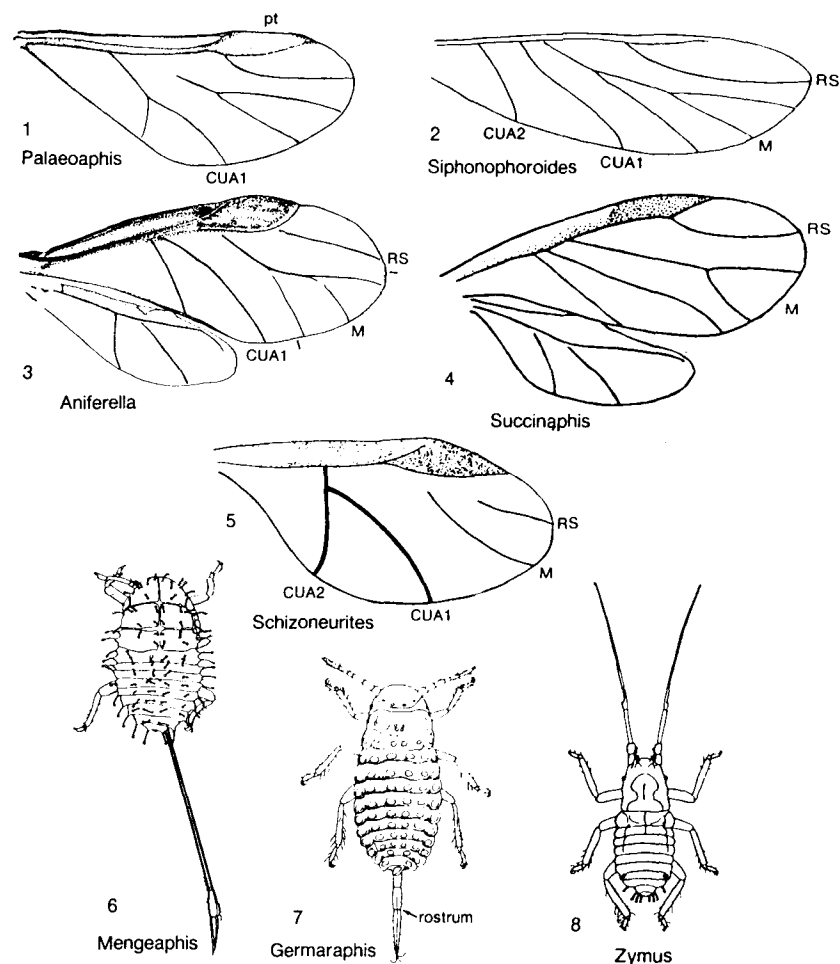 pt
1
Palaeoaphis
CUA1
2
Siphonophoroides
CUA2
CUA1
M
RS
3
Aniferella
CUA1
M
RS
4
Succinaphis
RS
M
5
Schizoneurites
CUA2
CUA1
M
RS
6
Mengeaphis
7
Germaraphis
rostrum
8
Zymus